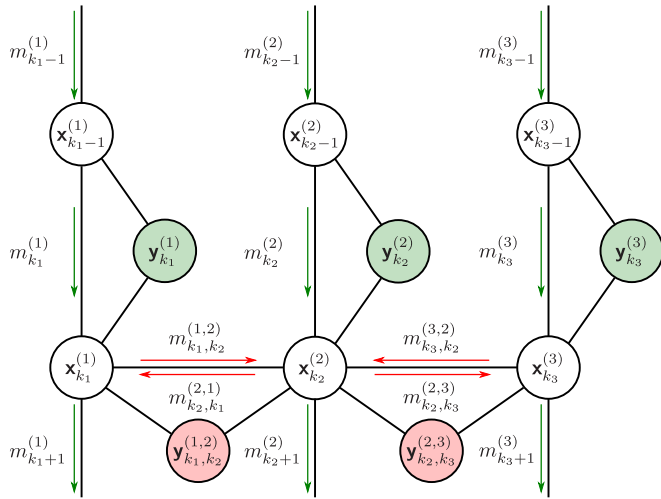 m_{k_1-1}^{(1)} m_{k_2-1}^{(2)} m_{k_3-1}^{(3)}
x_{k_1-1}^{(1)} x_{k_2-1}^{(2)} x_{k_3-1}^{(3)}
m_{k_1}^{(1)} y_{k_1}^{(1)} m_{k_2}^{(2)} y_{k_2}^{(2)} m_{k_3}^{(3)} y_{k_3}^{(3)}
m_{k_1,k_2}^{(1,2)} m_{k_3,k_2}^{(3,2)}
x_{k_1}^{(1)} x_{k_2}^{(2)} x_{k_3}^{(3)}
m_{k_2,k_1}^{(2,1)} m_{k_2,k_3}^{(2,3)}
m_{k_1+1}^{(1)} y_{k_1,k_2}^{(1,2)} m_{k_2+1}^{(2)} y_{k_2,k_3}^{(2,3)} m_{k_3+1}^{(3)}